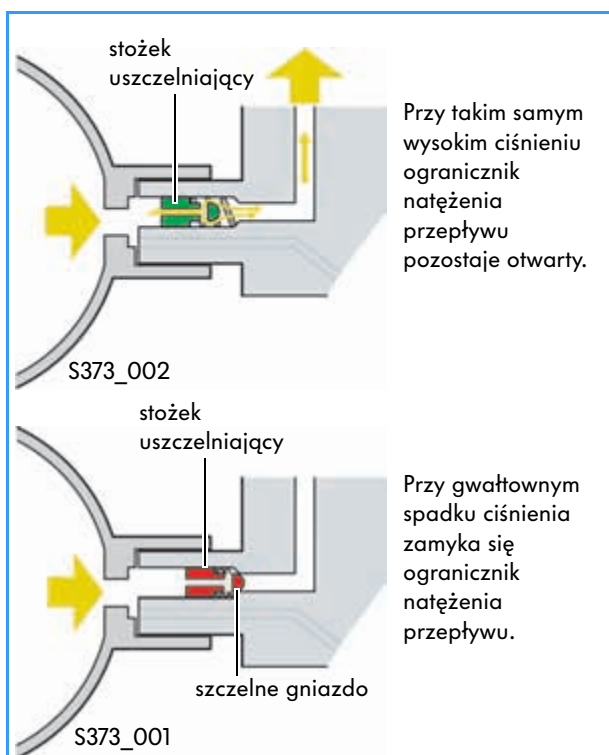 stożek
uszczelniający
Przy takim samym
wysokim ciśnieniu
ogranicznik
natężenia
przepływu
pozostaje otwarty.
S373_002
stożek
uszczelniający
Przy gwałtownym
spadku ciśnienia
zamyka się
ogranicznik
natężenia
przepływu.
szczelne gniazdo
S373_001